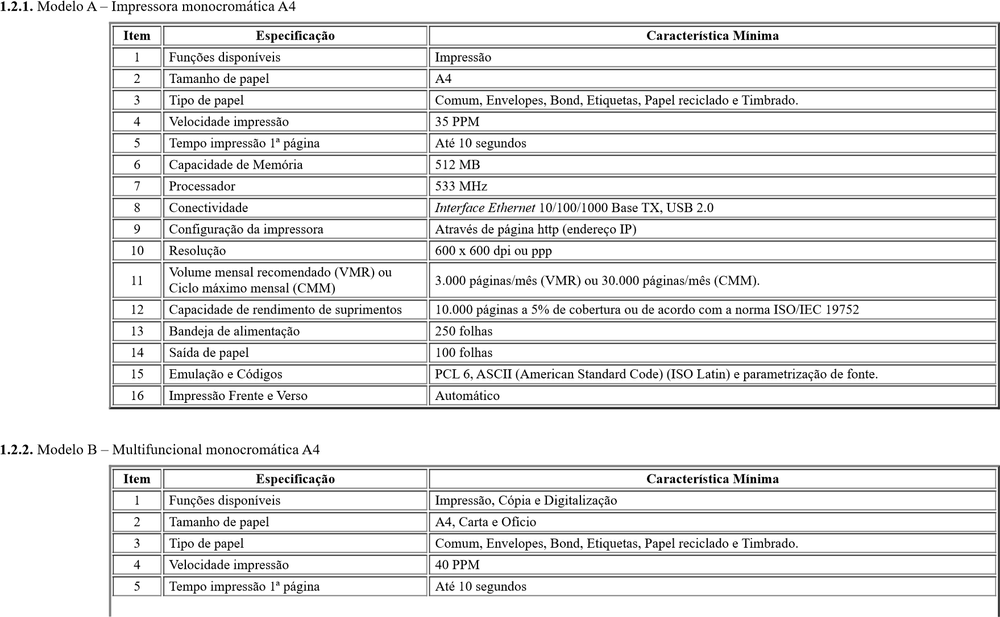 1.2.1. Modelo A – Impressora monocromática A4
Item Especificação Característica Mínima
1 Funções disponíveis Impressão
2 Tamanho de papel A4
3 Tipo de papel Comum, Envelopes, Bond, Etiquetas, Papel reciclado e Timbrado.
4 Velocidade impressão 35 PPM
5 Tempo impressão 1ª página Até 10 segundos
6 Capacidade de Memória 512 MB
7 Processador 533 MHz
8 Conectividade Interface Ethernet 10/100/1000 Base TX, USB 2.0
9 Configuração da impressora Através de página http (endereço IP)
10 Resolução 600 x 600 dpi ou ppp
11 Volume mensal recomendado (VMR) ou
Ciclo máximo mensal (CMM) 3.000 páginas/mês (VMR) ou 30.000 páginas/mês (CMM).
12 Capacidade de rendimento de suprimentos 10.000 páginas a 5% de cobertura ou de acordo com a norma ISO/IEC 19752
13 Bandeja de alimentação 250 folhas
14 Saída de papel 100 folhas
15 Emulação e Códigos PCL 6, ASCII (American Standard Code) (ISO Latin) e parametrização de fonte.
16 Impressão Frente e Verso Automático
1.2.2. Modelo B – Multifuncional monocromática A4
Item Especificação Característica Mínima
1 Funções disponíveis Impressão, Cópia e Digitalização
2 Tamanho de papel A4, Carta e Ofício
3 Tipo de papel Comum, Envelopes, Bond, Etiquetas, Papel reciclado e Timbrado.
4 Velocidade impressão 40 PPM
5 Tempo impressão 1ª página Até 10 segundos